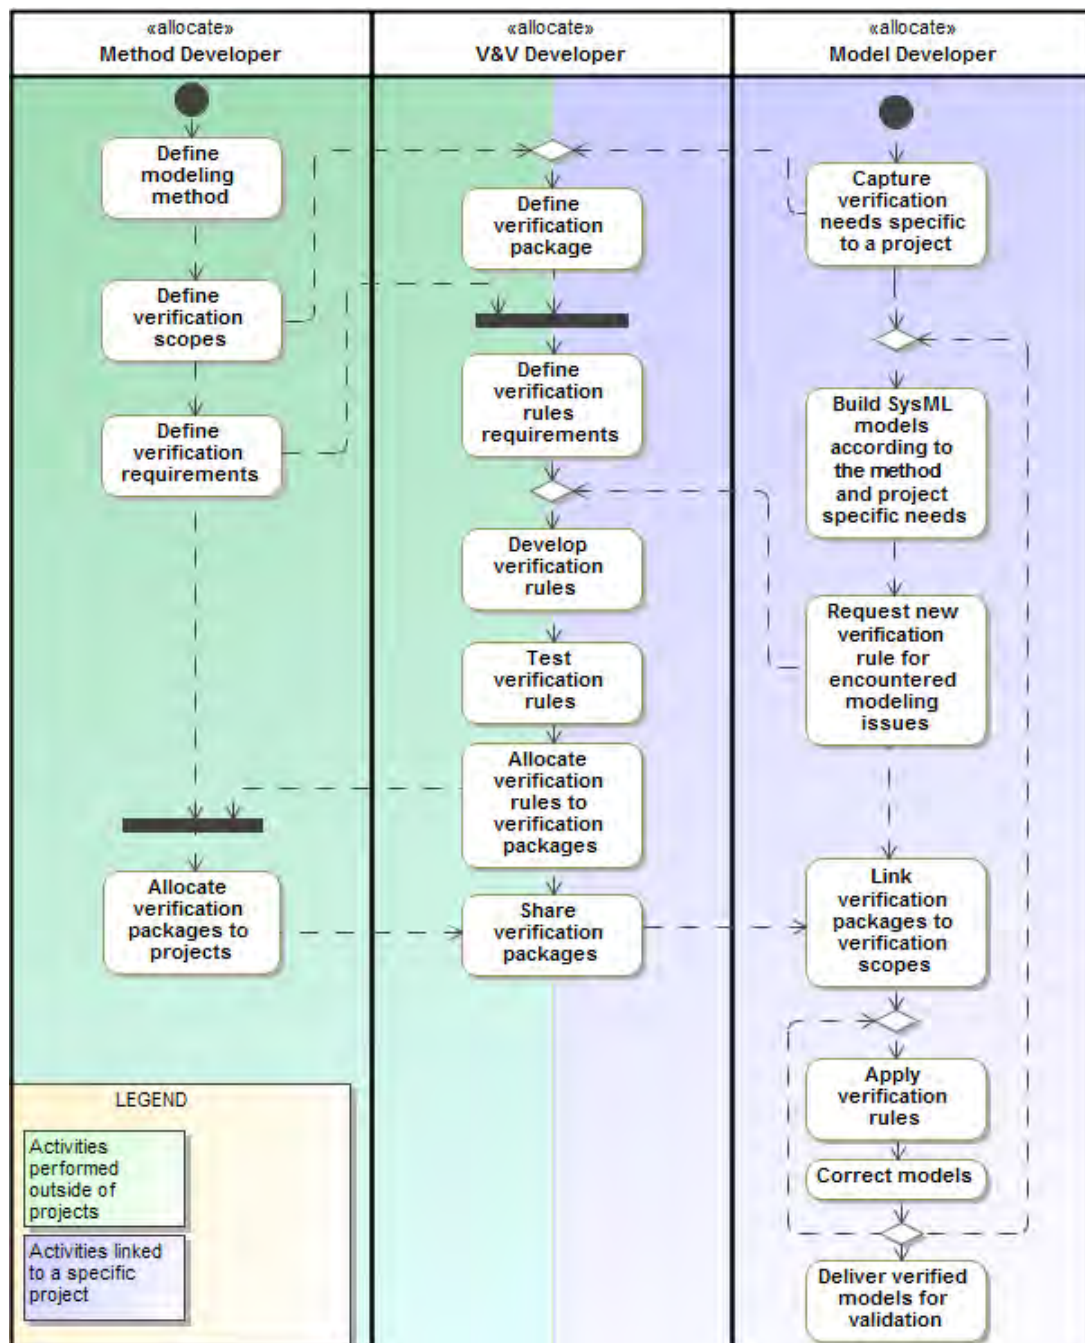 «allocate»
Method Developer
«allocate»
V&V Developer
«allocate»
Model Developer
Define
modeling
method
Define
verification
scopes
Define
verification
requirements
Allocate
verification
packages to
projects
Define
verification
package
Define
verification
rules
requirements
Develop
verification
rules
Test
verification
rules
Allocate
verification
rules to
verification
packages
Share
verification
packages
Capture
verification
needs specific
to a project
Build SysML
models
according to
the method
and project
specific needs
Request new
verification
rule for
encountered
modeling
issues
Link
verification
packages to
verification
scopes
Apply
verification
rules
Correct models
Deliver verified
models for
validation
LEGEND
Activities
performed
outside of
projects
Activities linked
to a specific
project